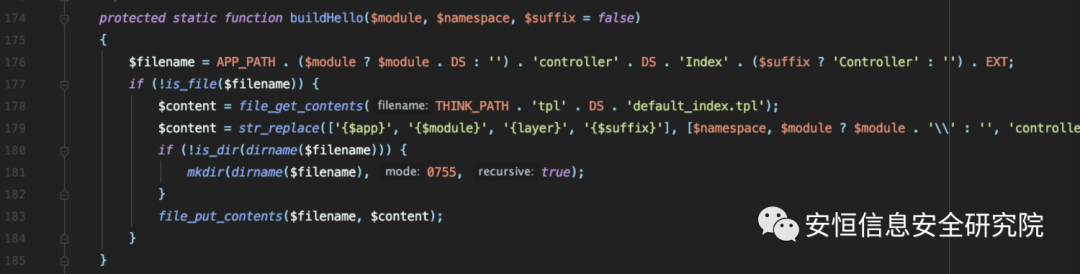 174 protected static function buildHello($module, $namespace, $suffix = false)
175 {
176 $filename = APP_PATH . ($module ? $module . DS : '') . 'controller' . DS . 'Index' . ($suffix ? 'Controller' : '') . EXT;
177 if (!is_file($filename)) {
178 $content = file_get_contents( filename: THINK_PATH . 'tpl' . DS . 'default_index.tpl');
179 $content = str_replace(['{$app}', '{$module}', '{layer}', '{$suffix}'], [$namespace, $module ? $module . '\\' : '', 'controlle
180 if (!is_dir(dirname($filename))) {
181 mkdir(dirname($filename), mode: 0755, recursive: true);
182 }
183 file_put_contents($filename, $content);
184 }
185 }
安恒信息安全研究院